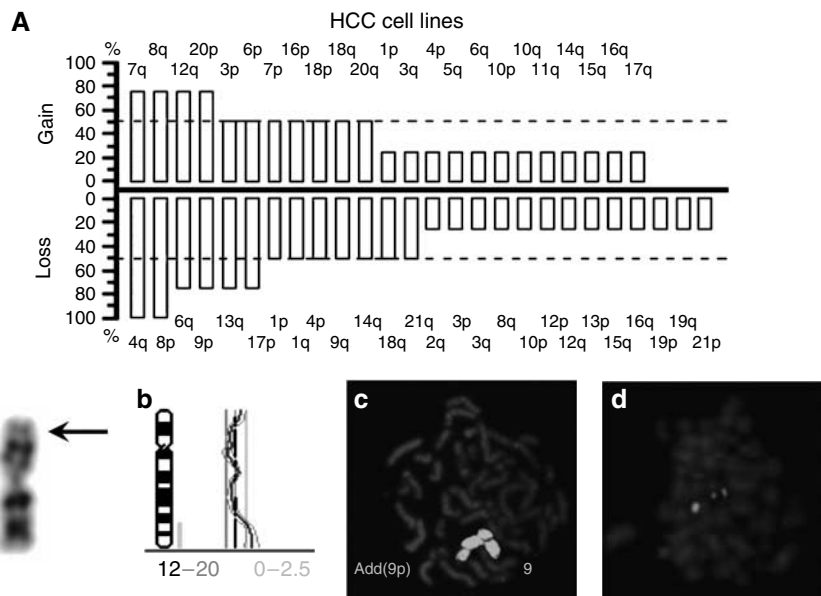 A
HCC cell lines
% 8q 20p 6p 16p 18q 1p 4p 6q 10q 14q 16q
7q 12q 3p 7p 18p 20q 3q 5q 10p 11q 15q 17q
100
80
60
40
20
0
Gain
0
20
40
60
80
100
Loss
6q 13q 1p 4p 14q 21q 3p 8q 12p 13p 16q 19q
% 4q 8p 9p 17p 1q 9q 18q 2q 3q 10p 12q 15q 19p 21p
b
12–20
0–2.5
c
Add(9p)
9
d